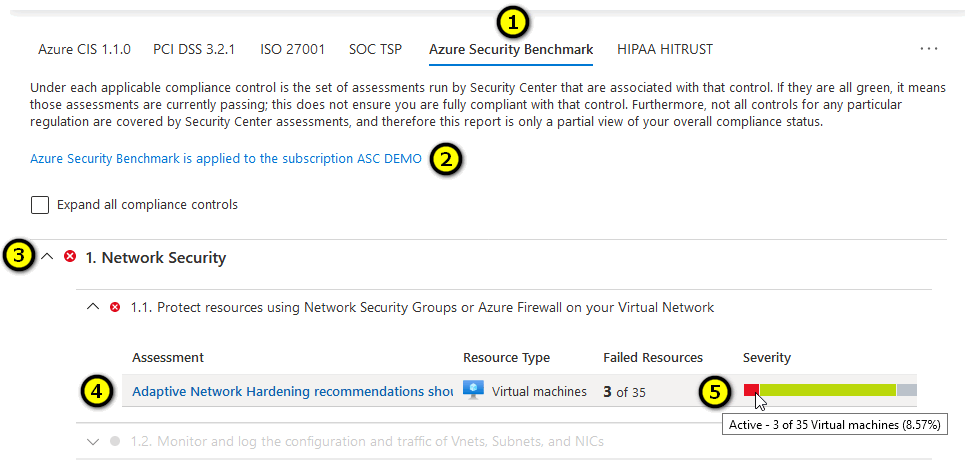 1
Azure CIS 1.1.0 PCI DSS 3.2.1 ISO 27001 SOC TSP Azure Security Benchmark HIPAA HITRUST ...
Under each applicable compliance control is the set of assessments run by Security Center that are associated with that control. If they are all green, it means
those assessments are currently passing; this does not ensure you are fully compliant with that control. Furthermore, not all controls for any particular
regulation are covered by Security Center assessments, and therefore this report is only a partial view of your overall compliance status.
Azure Security Benchmark is applied to the subscription ASC DEMO 2
Expand all compliance controls
3 1. Network Security
1.1. Protect resources using Network Security Groups or Azure Firewall on your Virtual Network
Assessment Resource Type Failed Resources Severity
4 Adaptive Network Hardening recommendations shou Virtual machines 3 of 35 5
Active - 3 of 35 Virtual machines (8.57%)
1.2. Monitor and log the configuration and traffic of Vnets, Subnets, and NICs